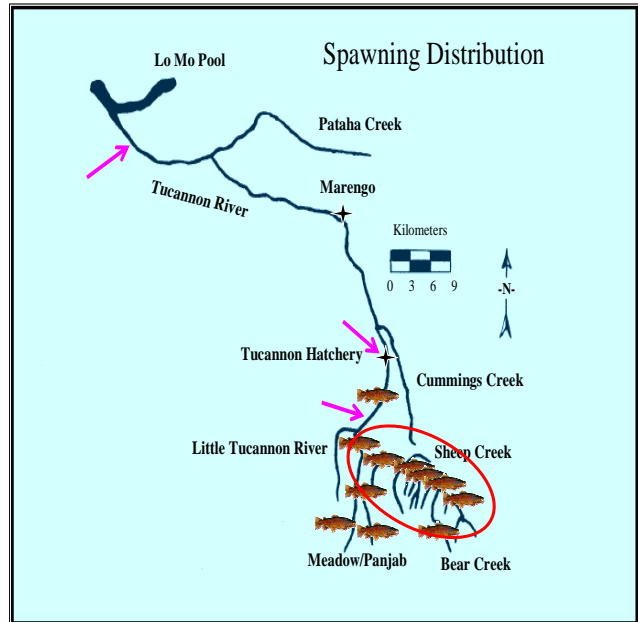 Spawning Distribution
Lo Mo Pool
Pataha Creek
Tucannon River
Marengo
Kilometers
0 3 6 9
-N-
Tucannon Hatchery
Cummings Creek
Little Tucannon River
Sheep Creek
Meadow/Panjab
Bear Creek